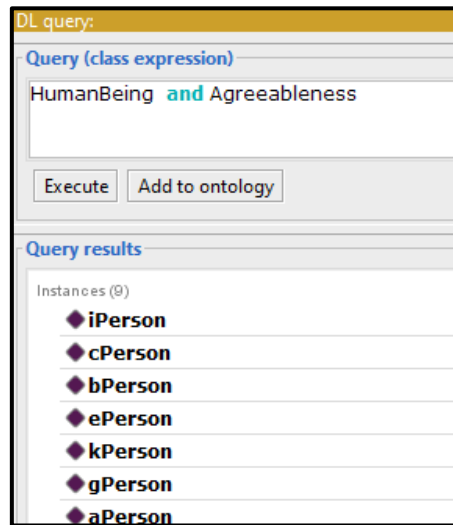 DL query:
Query (class expression)
HumanBeing and Agreeableness
Execute Add to ontology
Query results
Instances (9)
iPerson
cPerson
bPerson
ePerson
kPerson
gPerson
aPerson